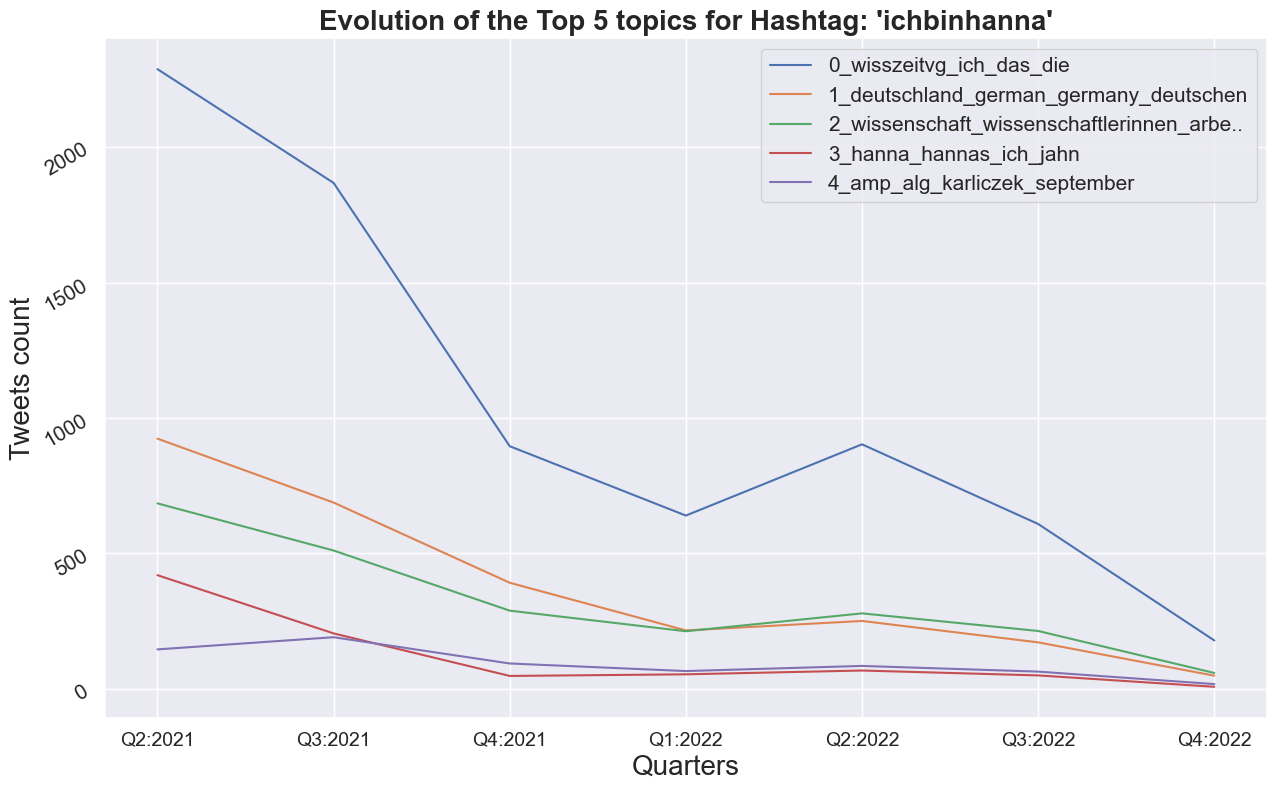 Evolution of the Top 5 topics for Hashtag: 'ichbinhanna'
0_wisszeitvg_ich_das_die
1_deutschland_german_germany_deutschen
2_wissenschaft_wissenschaftlerinnen_arbe..
3_hanna_hannas_ich_jahn
4_amp_alg_karliczek_september
Tweets count
2000
1500
1000
500
0
Q2:2021 Q3:2021 Q4:2021 Q1:2022 Q2:2022 Q3:2022 Q4:2022
Quarters